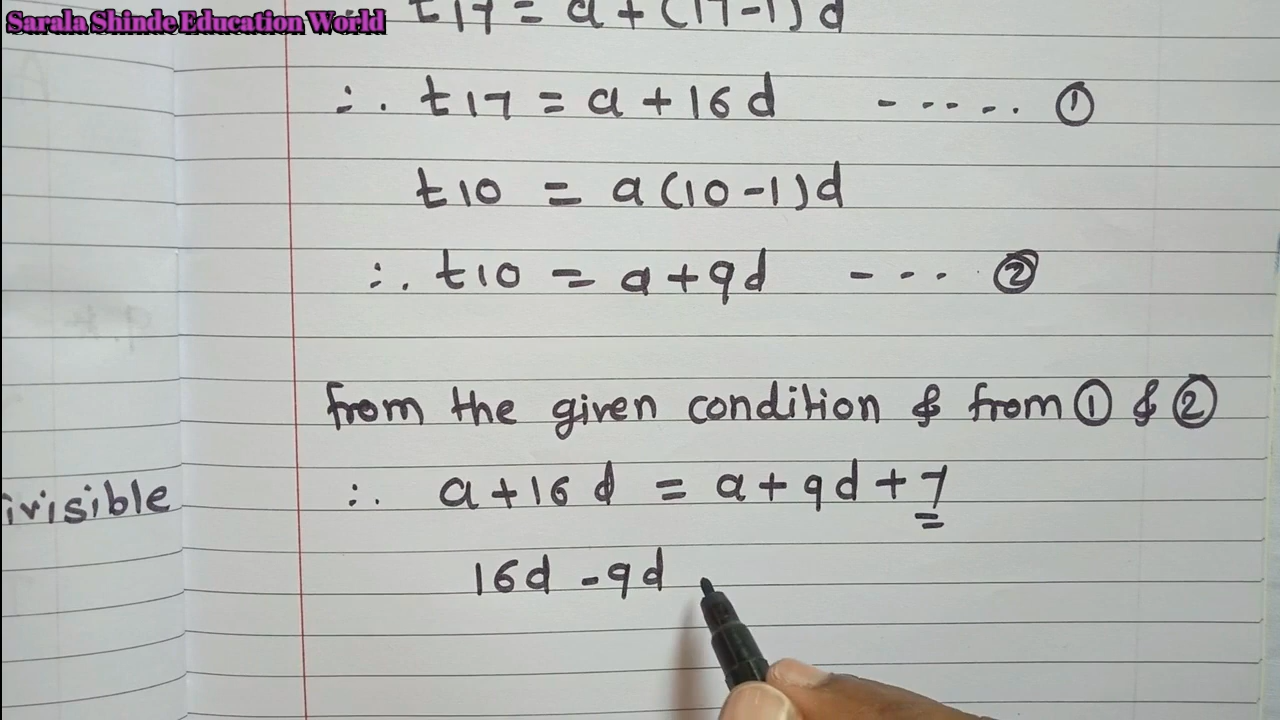 Sarala Shinde Education World
t17 = a + (17-1)d
∴ t17 = a + 16d ----- ①
t10 = a(10-1)d
∴ t10 = a + 9d --- ②
from the given condition & from ① & ②
∴ a + 16d = a + 9d + 7
ivisible
16d - 9d